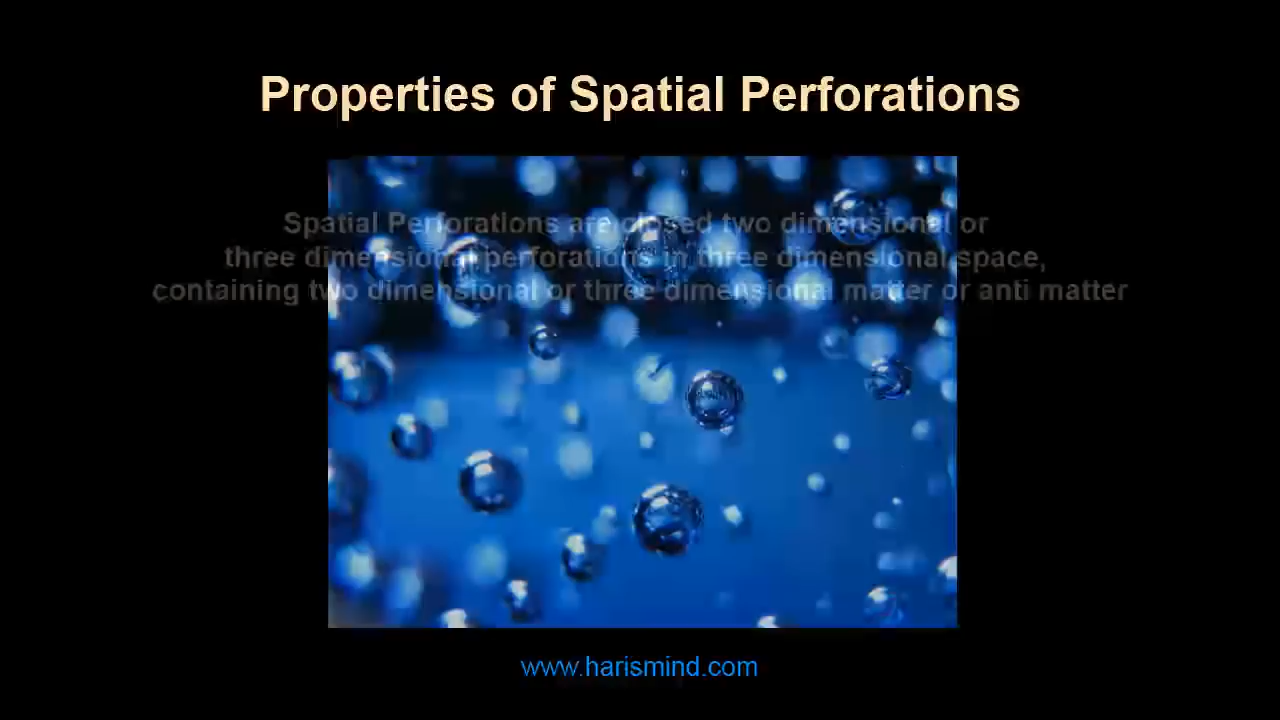 Properties of Spatial Perforations
Spatial Perforations are closed two dimensional or
three dimensional perforations in three dimensional space,
containing two dimensional or three dimensional matter or anti matter
www.harismind.com